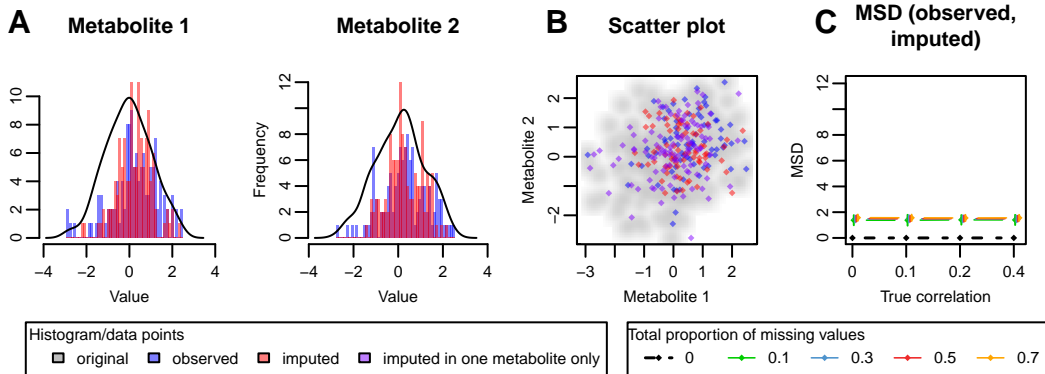 A
Metabolite 1
0 2 4 6 8 10
−4 −2 0 2 4
Value
Metabolite 2
Frequency
0 2 4 6 8 12
−4 −2 0 2 4
Value
B
Scatter plot
Metabolite 2
−2 0 1 2
−3 −1 0 1 2
Metabolite 1
C
MSD (observed,
imputed)
MSD
0 2 4 6 8 12
0 0.1 0.2 0.4
True correlation
Histogram/data points
original observed imputed imputed in one metabolite only
Total proportion of missing values
0 0.1 0.3 0.5 0.7